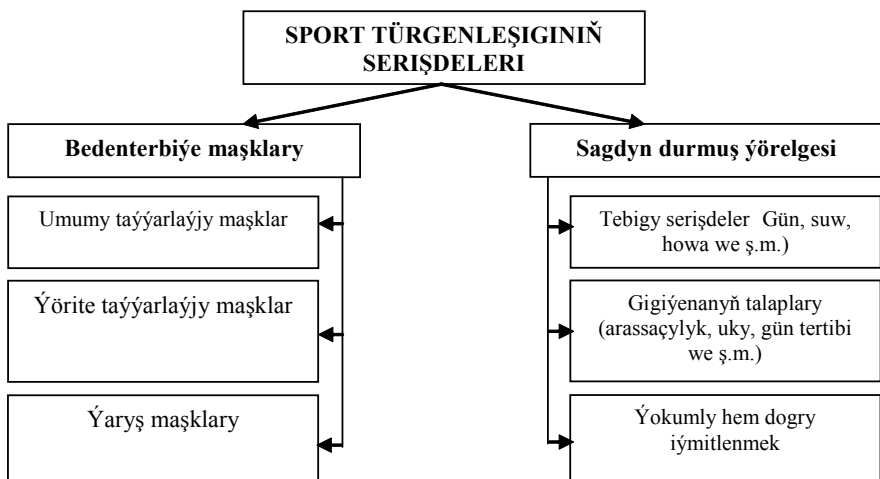 SPORT TÜRGENLEŞIGINIŇ
SERIŞDELERI
Bedenterbiýe maşklary
Umumy taýýarlaýjy maşklar
Ýörite taýýarlaýjy maşklar
Ýaryş maşklary
Sagdyn durmuş ýörelgesi
Tebigy serişdeler Gün, suw,
howa we ş.m.)
Gigiýenanyň talaplary
(arassaçylyk, uky, gün tertibi
we ş.m.)
Ýokumly hem dogry
iýmitlenmek